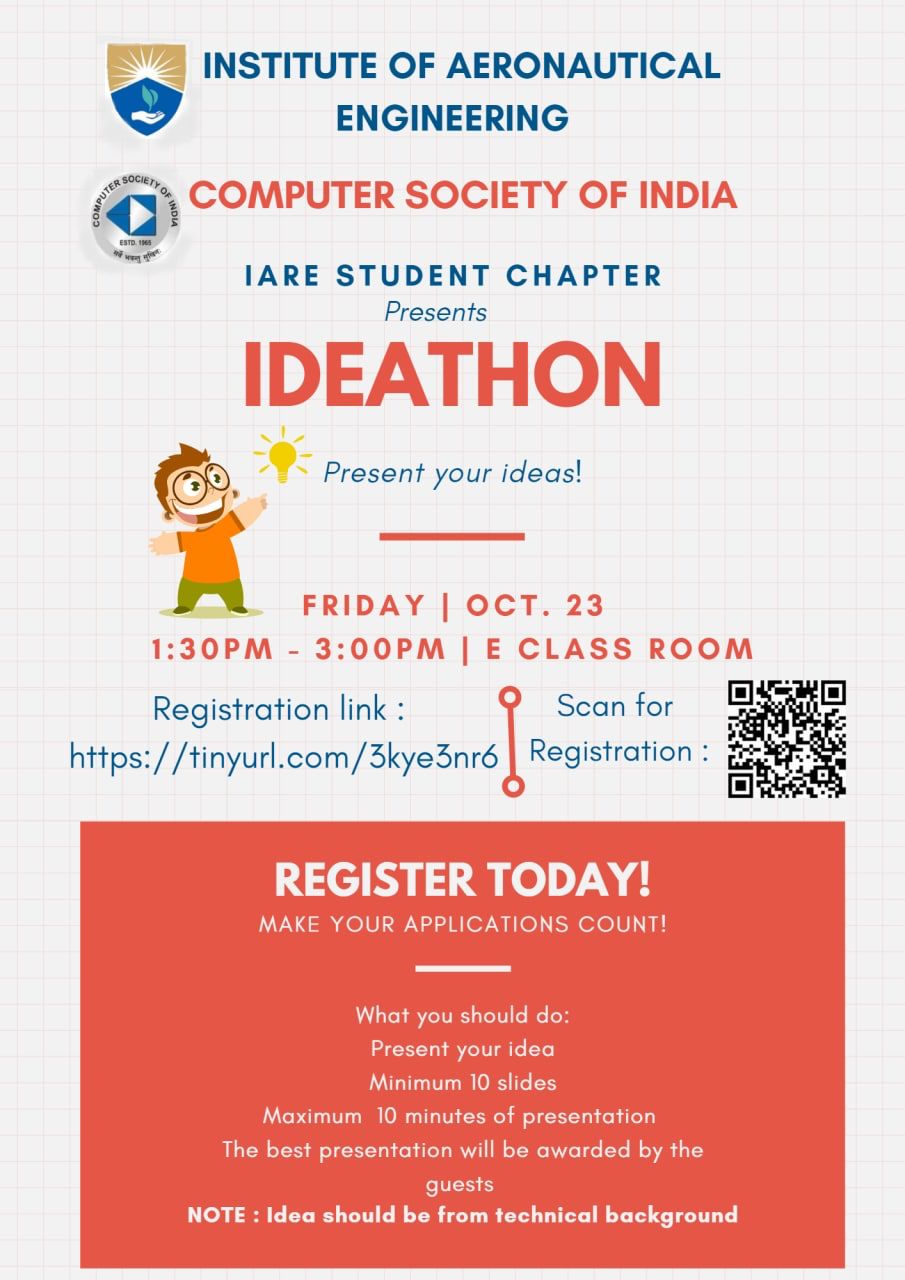 INSTITUTE OF AERONAUTICAL
ENGINEERING
COMPUTER SOCIETY OF INDIA
ESTD. 1965
सर्वे भवन्तु सुखिनः
COMPUTER SOCIETY OF INDIA
IARE STUDENT CHAPTER
Presents
IDEATHON
Present your ideas!
FRIDAY | OCT. 23
1:30PM - 3:00PM | E CLASS ROOM
Registration link :
https://tinyurl.com/3kye3nr6
Scan for
Registration :
REGISTER TODAY!
MAKE YOUR APPLICATIONS COUNT!
What you should do:
Present your idea
Minimum 10 slides
Maximum 10 minutes of presentation
The best presentation will be awarded by the
guests
NOTE : Idea should be from technical background